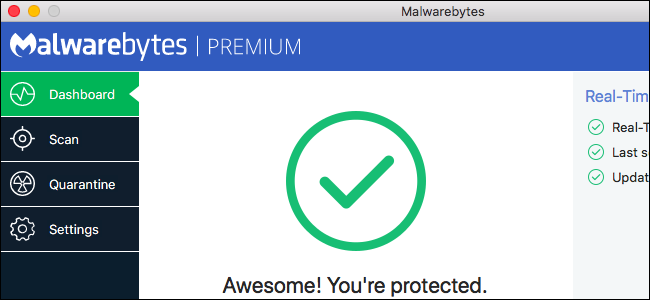 Malwarebytes
Malwarebytes | PREMIUM
Dashboard
Scan
Quarantine
Settings
Awesome! You're protected.
Real-Tim
Real-T
Last s
Updat